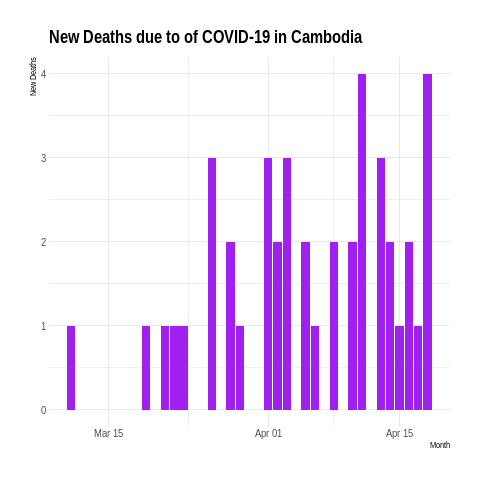 New Deaths due to of COVID-19 in Cambodia
New Deaths
4
3
2
1
0
Mar 15
Apr 01
Apr 15
Month